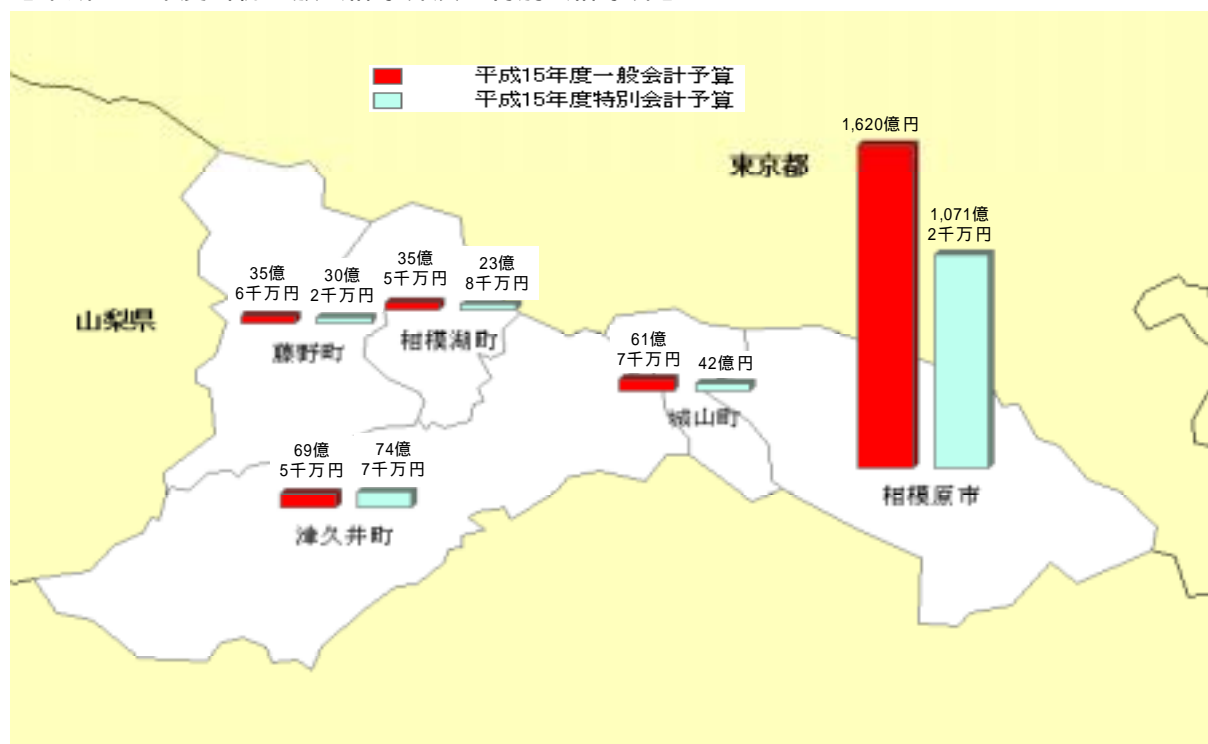 平成15年度一般会計予算
平成15年度特別会計予算
1,620億円
東京都
1,071億
2千万円
35億
5千万円
23億
8千万円
35億
6千万円
30億
2千万円
山梨県
相模湖町
藤野町
61億
7千万円
42億円
城山町
69億
5千万円
74億
7千万円
相模原市
津久井町